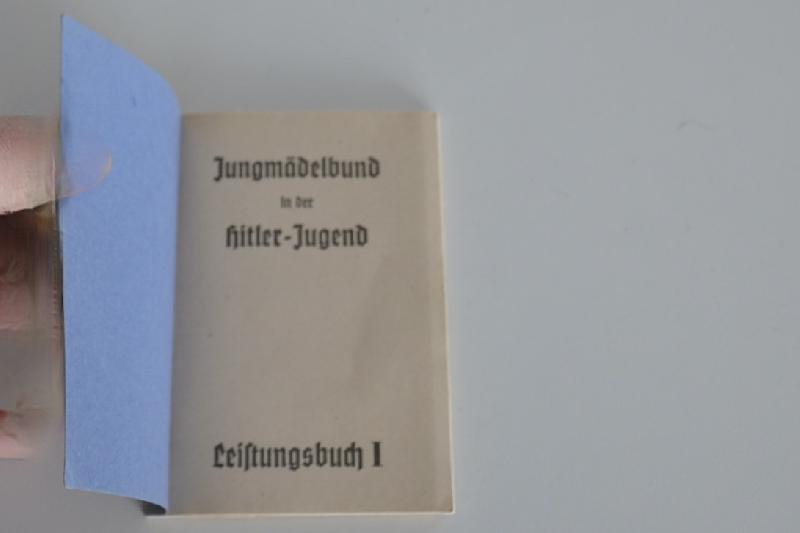 Jungmädelbund
in der
Hitler-Jugend
Leiſtungsbuch I